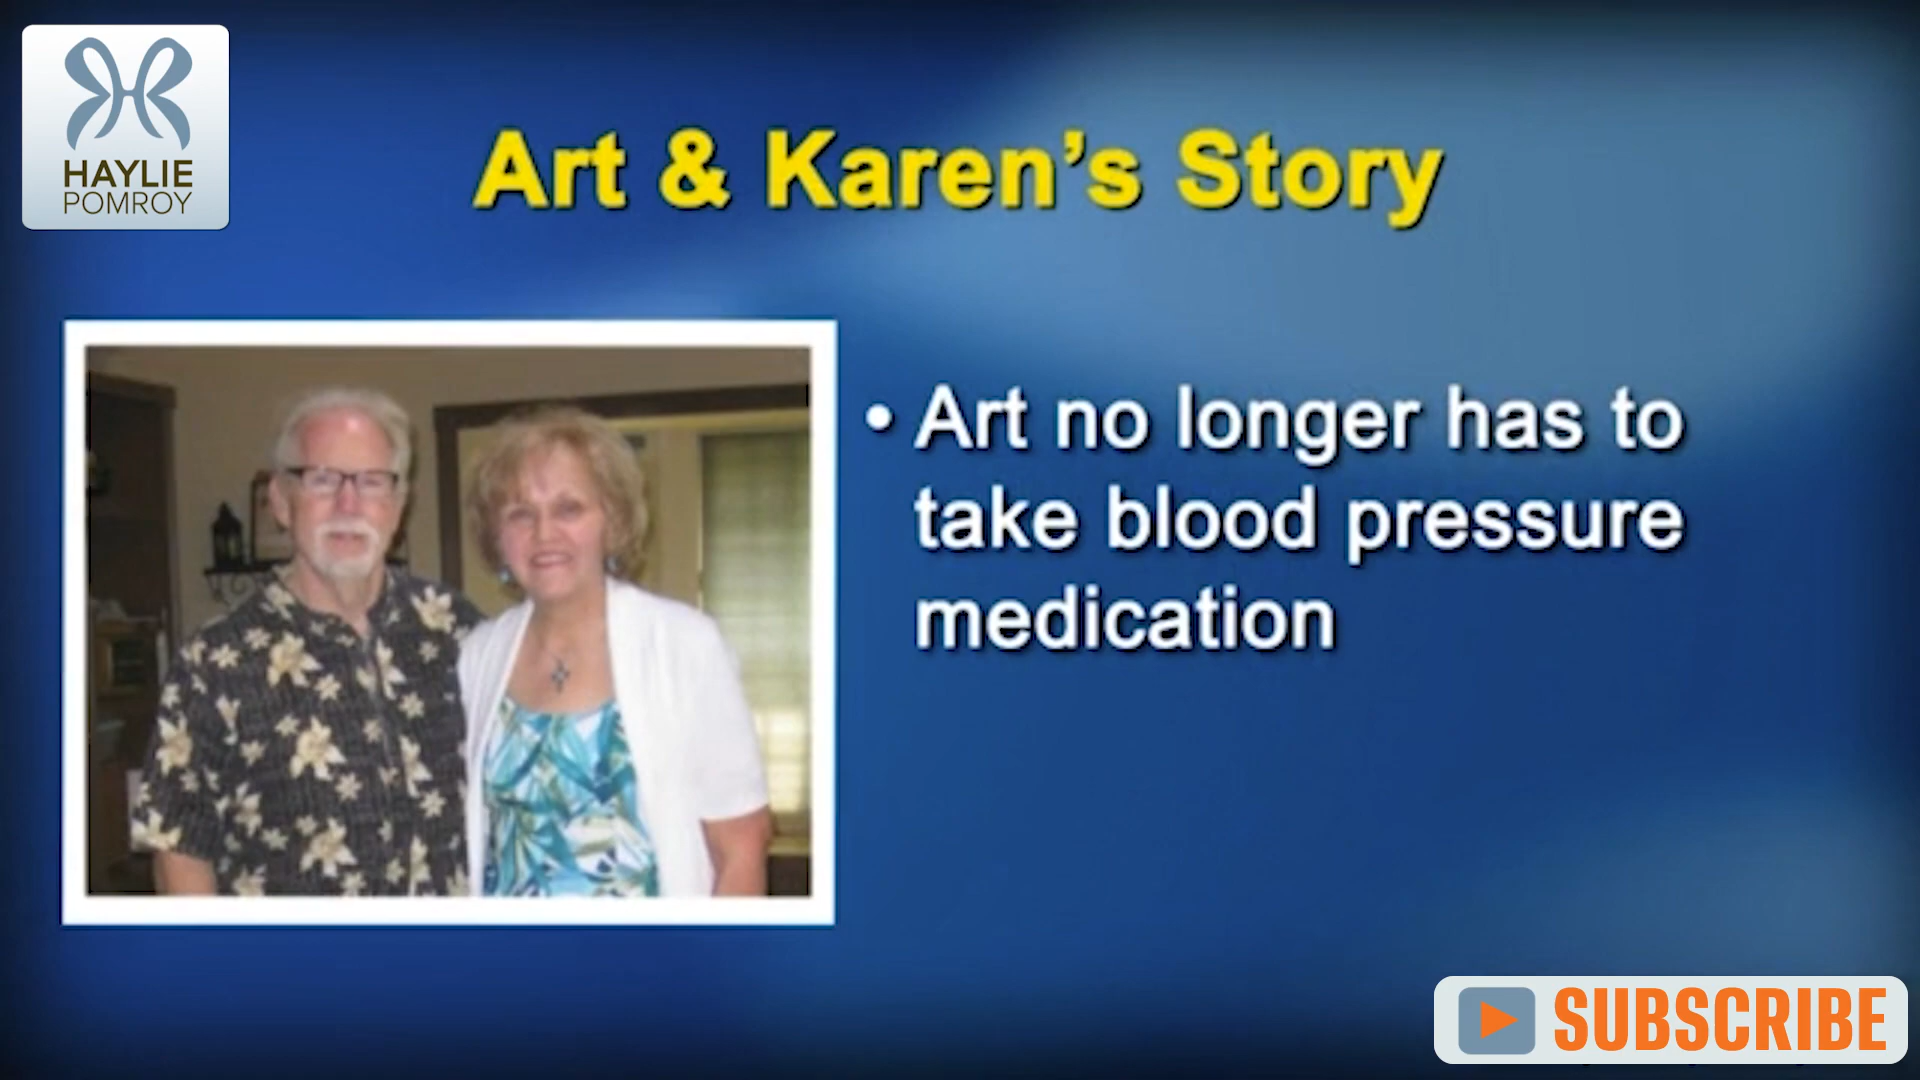 HAYLIE
POMROY
Art & Karen’s Story
• Art no longer has to
take blood pressure
medication
SUBSCRIBE